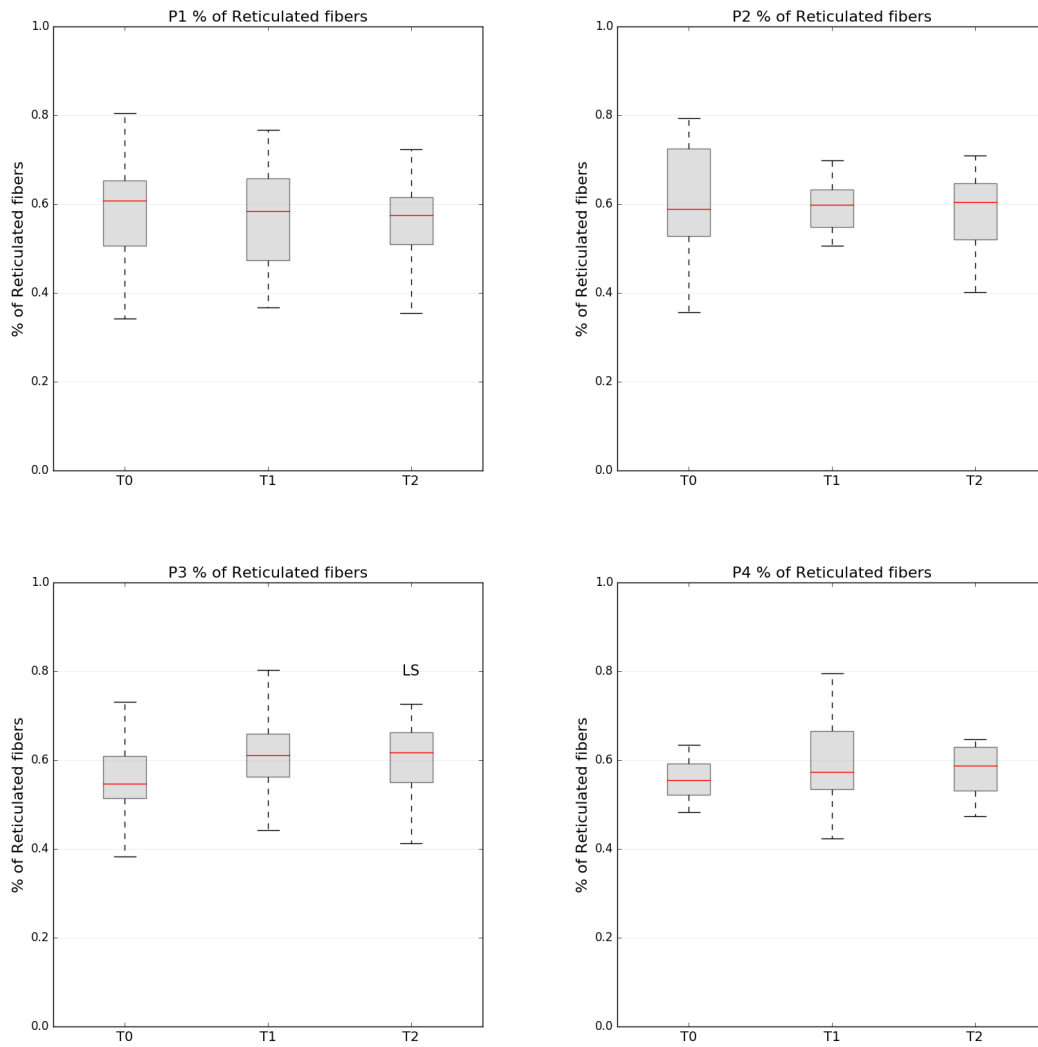 P1 % of Reticulated fibers
1.0
0.8
0.6
0.4
0.2
0.0
% of Reticulated fibers
T0 T1 T2
P2 % of Reticulated fibers
1.0
0.8
0.6
0.4
0.2
0.0
% of Reticulated fibers
T0 T1 T2
P3 % of Reticulated fibers
1.0
0.8
0.6
0.4
0.2
0.0
% of Reticulated fibers
LS
T0 T1 T2
P4 % of Reticulated fibers
1.0
0.8
0.6
0.4
0.2
0.0
% of Reticulated fibers
T0 T1 T2